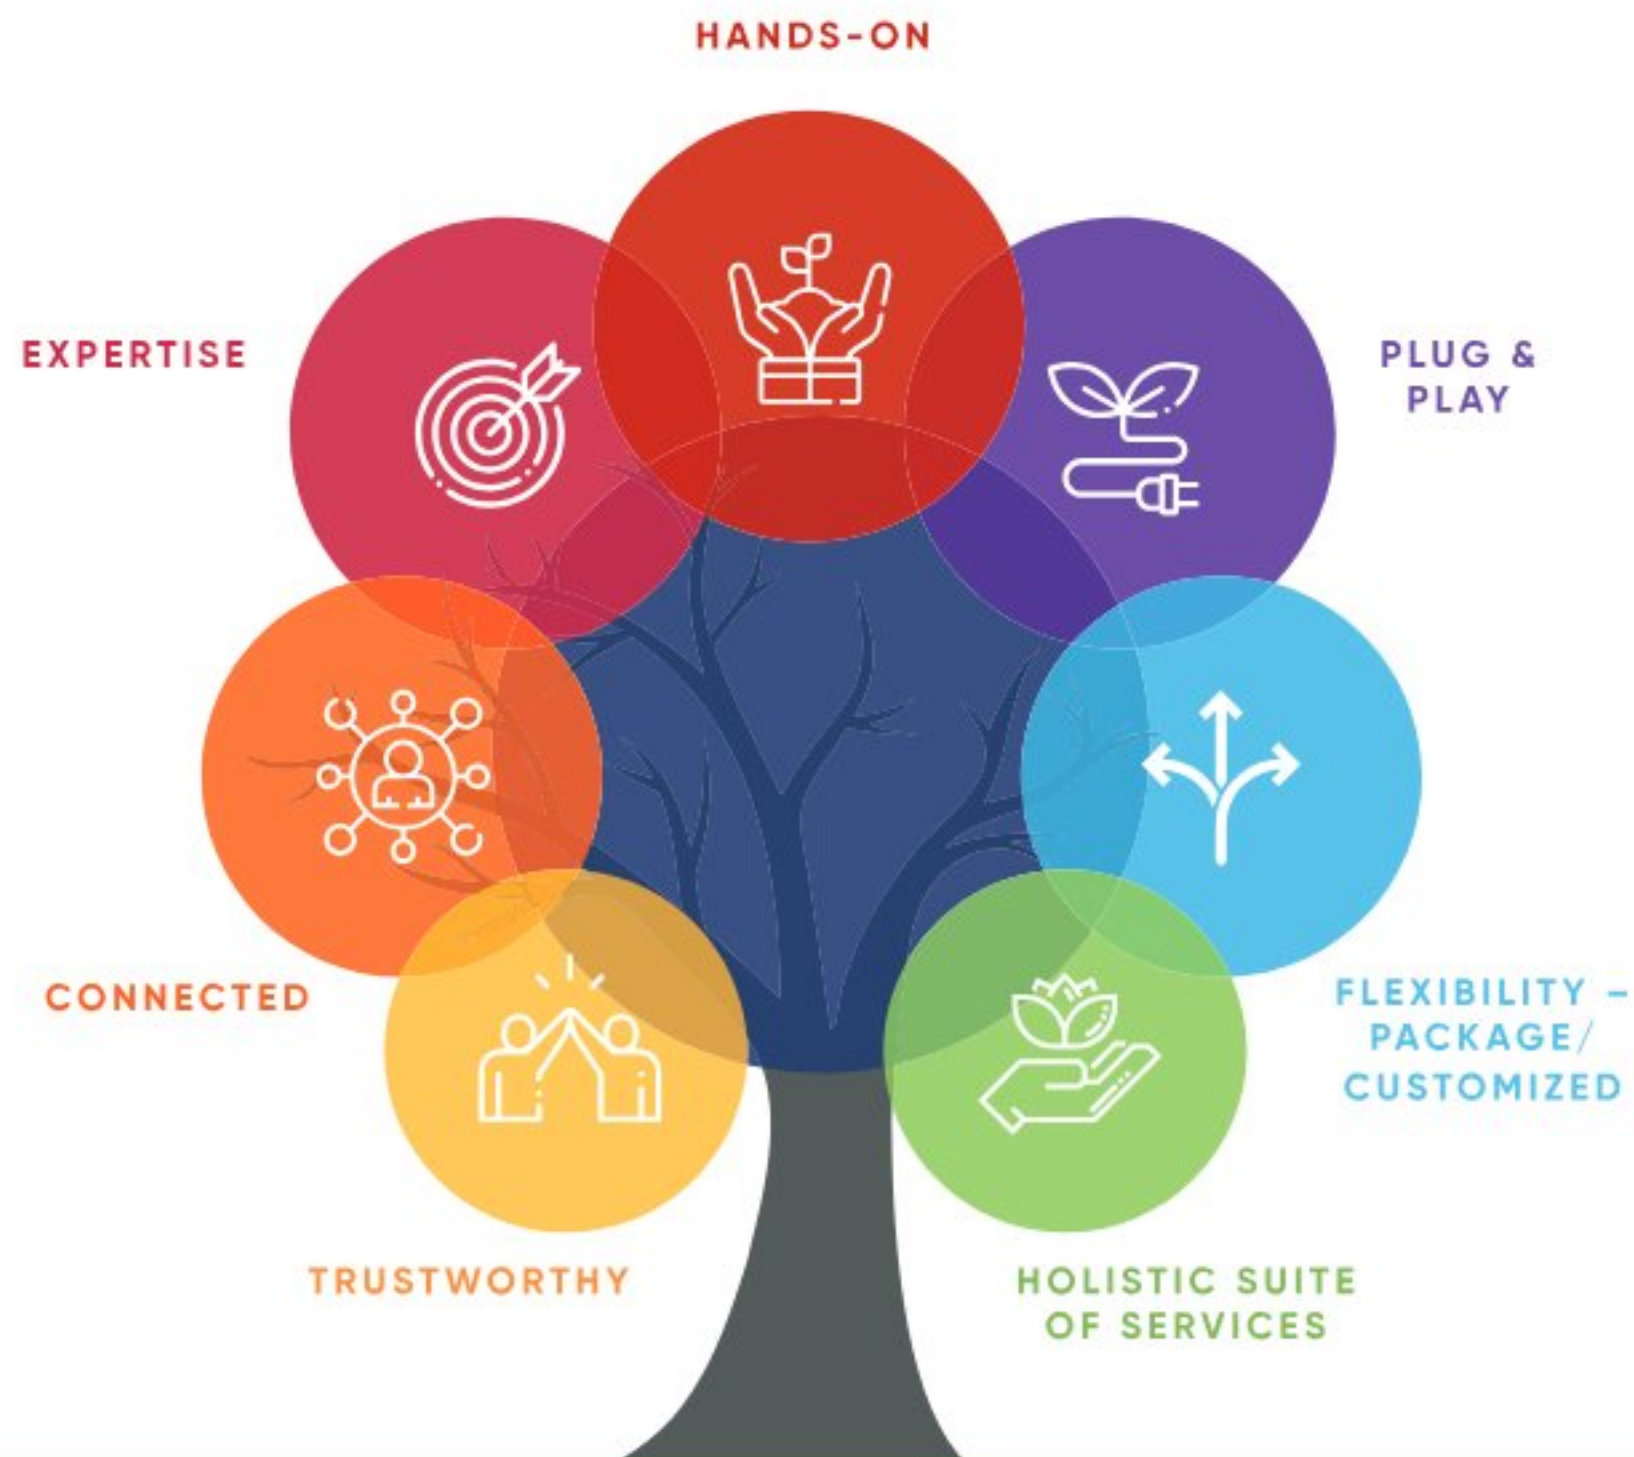 HANDS-ON
EXPERTISE
PLUG &
PLAY
CONNECTED
FLEXIBILITY –
PACKAGE/
CUSTOMIZED
TRUSTWORTHY
HOLISTIC SUITE
OF SERVICES